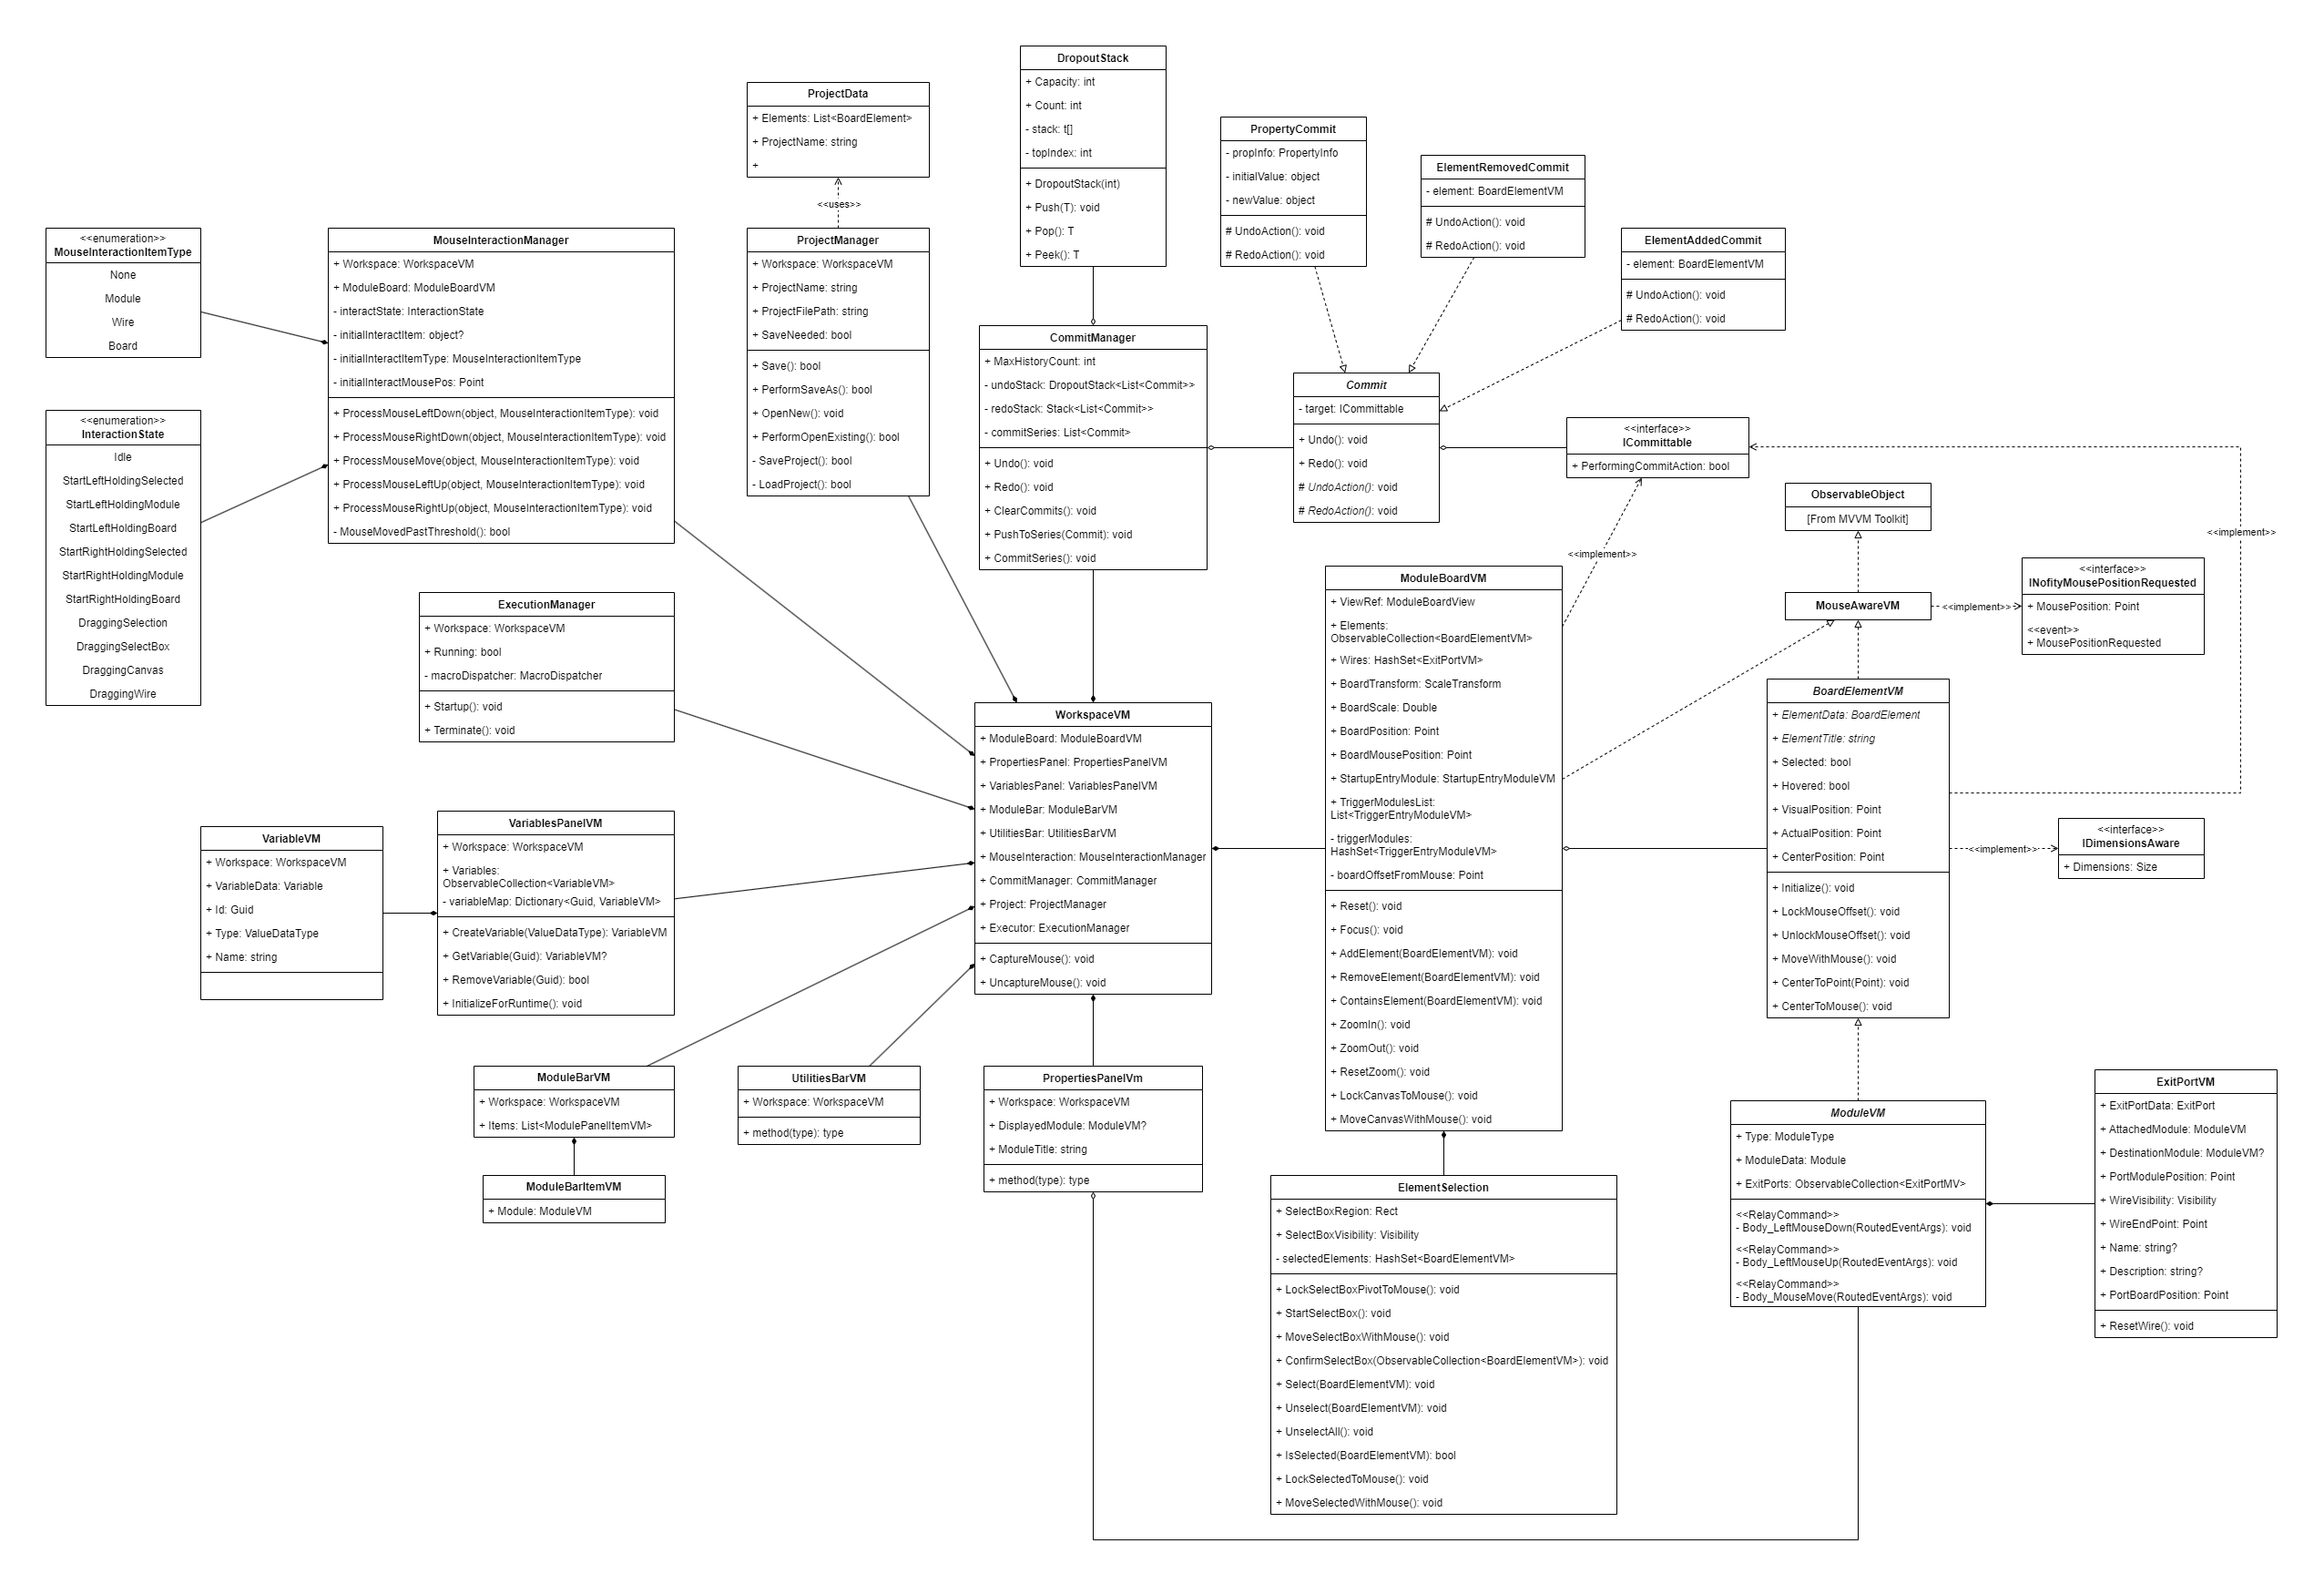 DropoutStack
+ Capacity: int
+ Count: int
- stack: t[]
- topIndex: int
+ DropoutStack(int)
+ Push(T): void
+ Pop(): T
+ Peek(): T
ProjectData
+ Elements: List<BoardElement>
+ ProjectName: string
+
<<uses>>
PropertyCommit
- propInfo: PropertyInfo
- initialValue: object
- newValue: object
# UndoAction(): void
# RedoAction(): void
ElementRemovedCommit
- element: BoardElementVM
# UndoAction(): void
# RedoAction(): void
ElementAddedCommit
- element: BoardElementVM
# UndoAction(): void
# RedoAction(): void
<<enumeration>>
MouseInteractionItemType
None
Module
Wire
Board
MouseInteractionManager
+ Workspace: WorkspaceVM
+ ModuleBoard: ModuleBoardVM
- interactState: InteractionState
- initialInteractItem: object?
- initialInteractItemType: MouseInteractionItemType
- initialInteractMousePos: Point
+ ProcessMouseLeftDown(object, MouseInteractionItemType): void
+ ProcessMouseRightDown(object, MouseInteractionItemType): void
+ ProcessMouseMove(object, MouseInteractionItemType): void
+ ProcessMouseLeftUp(object, MouseInteractionItemType): void
+ ProcessMouseRightUp(object, MouseInteractionItemType): void
- MouseMovedPastThreshold(): bool
ProjectManager
+ Workspace: WorkspaceVM
+ ProjectName: string
+ ProjectFilePath: string
+ SaveNeeded: bool
+ Save(): bool
+ PerformSaveAs(): bool
+ OpenNew(): void
+ PerformOpenExisting(): bool
- SaveProject(): bool
- LoadProject(): bool
CommitManager
+ MaxHistoryCount: int
- undoStack: DropoutStack<List<Commit>>
- redoStack: Stack<List<Commit>>
- commitSeries: List<Commit>
+ Undo(): void
+ Redo(): void
+ ClearCommits(): void
+ PushToSeries(Commit): void
+ CommitSeries(): void
Commit
- target: ICommittable
+ Undo(): void
+ Redo(): void
# UndoAction(): void
# RedoAction(): void
<<interface>>
ICommittable
+ PerformingCommitAction: bool
<<enumeration>>
InteractionState
Idle
StartLeftHoldingSelected
StartLeftHoldingModule
StartLeftHoldingBoard
StartRightHoldingSelected
StartRightHoldingModule
StartRightHoldingBoard
DraggingSelection
DraggingSelectBox
DraggingCanvas
DraggingWire
ObservableObject
[From MVVM Toolkit]
<<implement>>
<<implement>>
<<interface>>
INofityMousePositionRequested
+ MousePosition: Point
<<event>>
+ MousePositionRequested
MouseAwareVM
<<implement>>
ExecutionManager
+ Workspace: WorkspaceVM
+ Running: bool
- macroDispatcher: MacroDispatcher
+ Startup(): void
+ Terminate(): void
ModuleBoardVM
+ ViewRef: ModuleBoardView
+ Elements:
ObservableCollection<BoardElementVM>
+ Wires: HashSet<ExitPortVM>
+ BoardTransform: ScaleTransform
+ BoardScale: Double
+ BoardPosition: Point
+ BoardMousePosition: Point
+ StartupEntryModule: StartupEntryModuleVM
+ TriggerModulesList:
List<TriggerEntryModuleVM>
- triggerModules:
HashSet<TriggerEntryModuleVM>
- boardOffsetFromMouse: Point
+ Reset(): void
+ Focus(): void
+ AddElement(BoardElementVM): void
+ RemoveElement(BoardElementVM): void
+ ContainsElement(BoardElementVM): void
+ ZoomIn(): void
+ ZoomOut(): void
+ ResetZoom(): void
+ LockCanvasToMouse(): void
+ MoveCanvasWithMouse(): void
WorkspaceVM
+ ModuleBoard: ModuleBoardVM
+ PropertiesPanel: PropertiesPanelVM
+ VariablesPanel: VariablesPanelVM
+ ModuleBar: ModuleBarVM
+ UtilitiesBar: UtilitiesBarVM
+ MouseInteraction: MouseInteractionManager
+ CommitManager: CommitManager
+ Project: ProjectManager
+ Executor: ExecutionManager
+ CaptureMouse(): void
+ UncaptureMouse(): void
BoardElementVM
+ ElementData: BoardElement
+ ElementTitle: string
+ Selected: bool
+ Hovered: bool
+ VisualPosition: Point
+ ActualPosition: Point
+ CenterPosition: Point
+ Initialize(): void
+ LockMouseOffset(): void
+ UnlockMouseOffset(): void
+ MoveWithMouse(): void
+ CenterToPoint(Point): void
+ CenterToMouse(): void
<<implement>>
<<interface>>
IDimensionsAware
+ Dimensions: Size
VariableVM
+ Workspace: WorkspaceVM
+ VariableData: Variable
+ Id: Guid
+ Type: ValueDataType
+ Name: string
VariablesPanelVM
+ Workspace: WorkspaceVM
+ Variables:
ObservableCollection<VariableVM>
- variableMap: Dictionary<Guid, VariableVM>
+ CreateVariable(ValueDataType): VariableVM
+ GetVariable(Guid): VariableVM?
+ RemoveVariable(Guid): bool
+ InitializeForRuntime(): void
ModuleBarVM
+ Workspace: WorkspaceVM
+ Items: List<ModulePanelItemVM>
ModuleBarItemVM
+ Module: ModuleVM
UtilitiesBarVM
+ Workspace: WorkspaceVM
+ method(type): type
PropertiesPanelVm
+ Workspace: WorkspaceVM
+ DisplayedModule: ModuleVM?
+ ModuleTitle: string
+ method(type): type
ElementSelection
+ SelectBoxRegion: Rect
+ SelectBoxVisibility: Visibility
- selectedElements: HashSet<BoardElementVM>
+ LockSelectBoxPivotToMouse(): void
+ StartSelectBox(): void
+ MoveSelectBoxWithMouse(): void
+ ConfirmSelectBox(ObservableCollection<BoardElementVM>): void
+ Select(BoardElementVM): void
+ Unselect(BoardElementVM): void
+ UnselectAll(): void
+ IsSelected(BoardElementVM): bool
+ LockSelectedToMouse(): void
+ MoveSelectedWithMouse(): void
ModuleVM
+ Type: ModuleType
+ ModuleData: Module
+ ExitPorts: ObservableCollection<ExitPortMV>
<<RelayCommand>>
- Body_LeftMouseDown(RoutedEventArgs): void
<<RelayCommand>>
- Body_LeftMouseUp(RoutedEventArgs): void
<<RelayCommand>>
- Body_MouseMove(RoutedEventArgs): void
ExitPortVM
+ ExitPortData: ExitPort
+ AttachedModule: ModuleVM
+ DestinationModule: ModuleVM?
+ PortModulePosition: Point
+ WireVisibility: Visibility
+ WireEndPoint: Point
+ Name: string?
+ Description: string?
+ PortBoardPosition: Point
+ ResetWire(): void